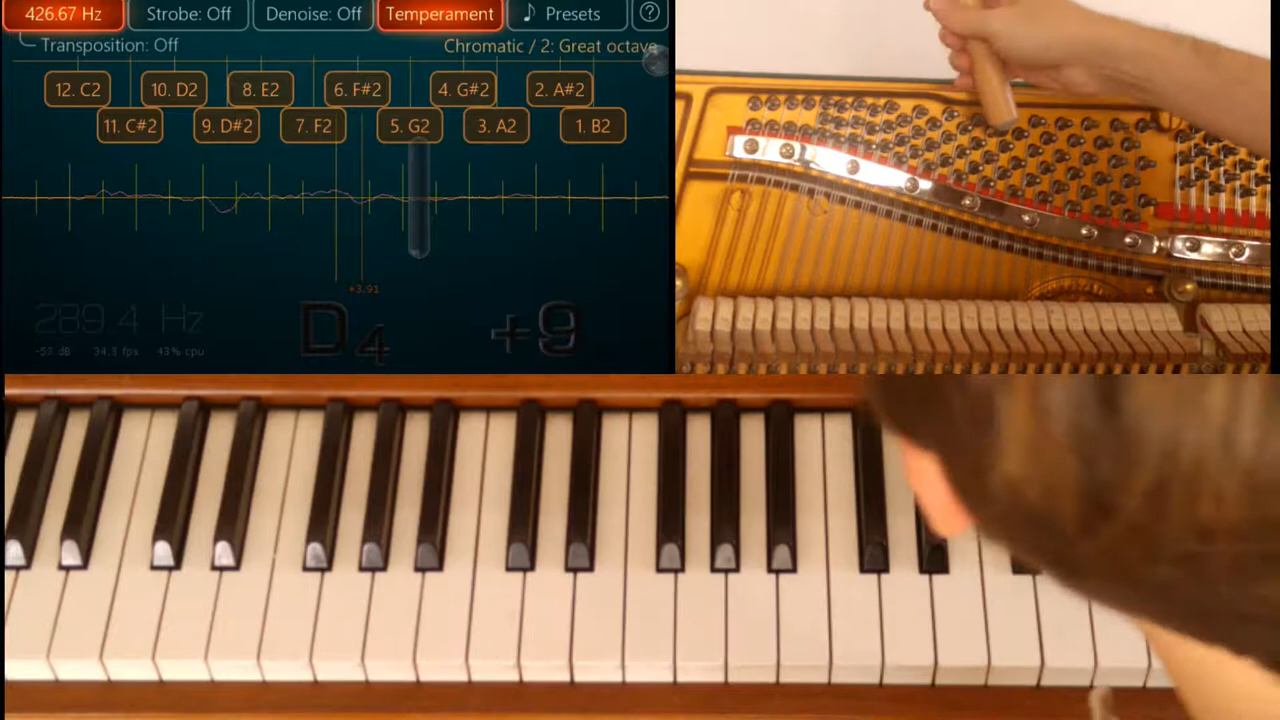 426.67 Hz Strobe: Off Denoise: Off Temperament Presets ?
Transposition: Off Chromatic / 2: Great octave
12. C2 10. D2 8. E2 6. F#2 4. G#2 2. A#2
11. C#2 9. D#2 7. F2 5. G2 3. A2 1. B2
+3.91
289.4 Hz D4 +9